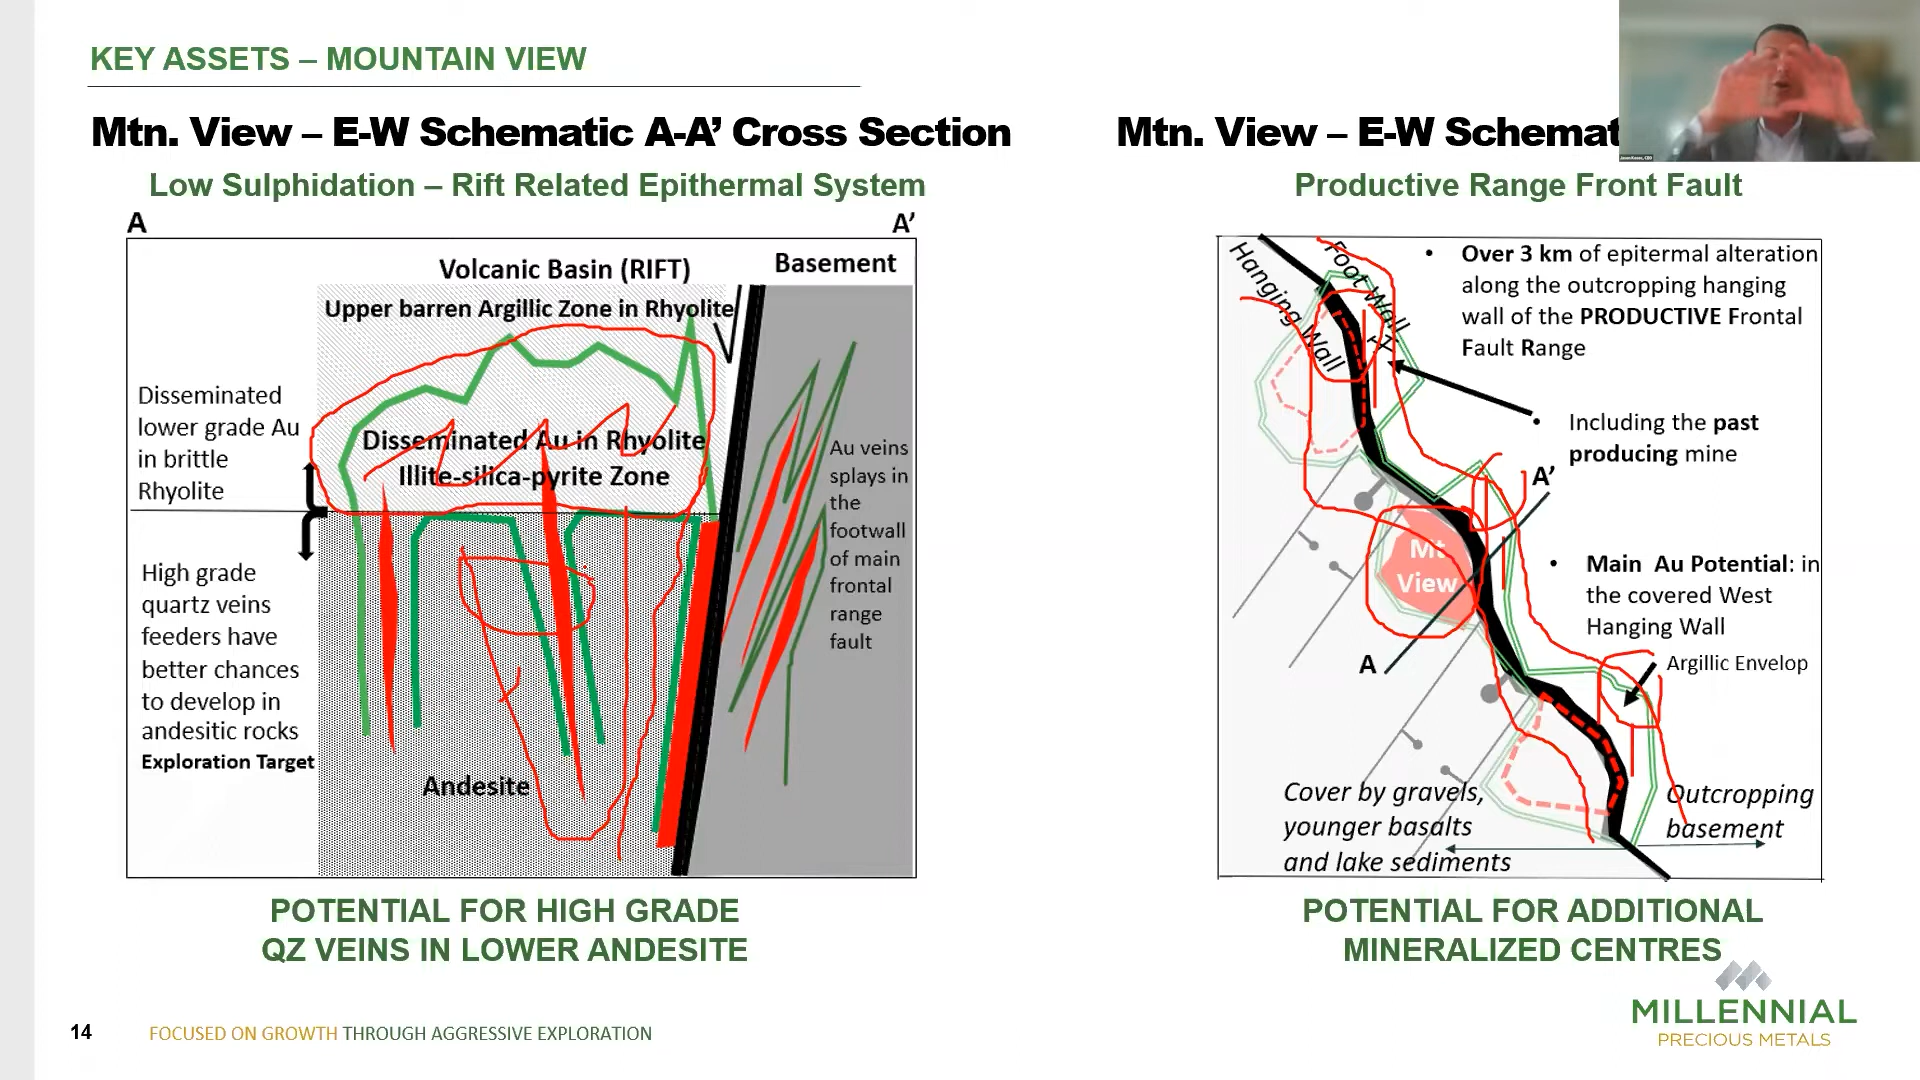 KEY ASSETS – MOUNTAIN VIEW
Mtn. View – E-W Schematic A-A’ Cross Section
Low Sulphidation – Rift Related Epithermal System
A
A’
Volcanic Basin (RIFT)
Basement
Upper barren Argillic Zone in Rhyolite
Disseminated
lower grade Au
in brittle
Rhyolite
Disseminated Au in Rhyolite
Illite-silica-pyrite Zone
Au veins
splays in
the
footwall
of main
frontal
range
fault
High grade
quartz veins
feeders have
better chances
to develop in
andesitic rocks
Exploration Target
Andesite
POTENTIAL FOR HIGH GRADE
QZ VEINS IN LOWER ANDESITE
Mtn. View – E-W Schemat
Productive Range Front Fault
Hanging Wall
Foot Wall
• Over 3 km of epitermal alteration
along the outcropping hanging
wall of the PRODUCTIVE Frontal
Fault Range
• Including the past
producing mine
A’
Mt
View
A
• Main Au Potential: in
the covered West
Hanging Wall
Argillic Envelop
Cover by gravels,
younger basalts
and lake sediments
Outcropping
basement
POTENTIAL FOR ADDITIONAL
MINERALIZED CENTRES
MILLENNIAL
PRECIOUS METALS
14
FOCUSED ON GROWTH THROUGH AGGRESSIVE EXPLORATION